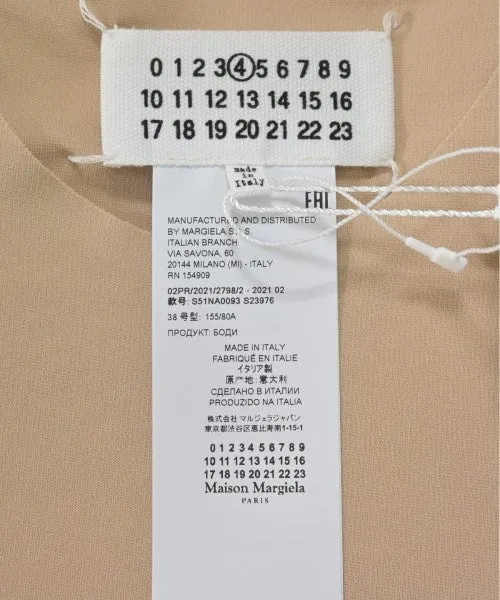 0 1 2 3 4 5 6 7 8 9
10 11 12 13 14 15 16
17 18 19 20 21 22 23
made
in
Italy
EAC
MANUFACTURED AND DISTRIBUTED
BY MARGIELA S.
ITALIAN BRANCH
VIA SAVONA, 60
20144 MILANO (MI) - ITALY
RN 154909
02PR/2021/2798/2 - 2021 02
款号: S51NA0093 S23976
38 号型: 155/80A
ПРОДУКТ: БОДИ
MADE IN ITALY
FABRIQUÉ EN ITALIE
イタリア製
原产地: 意大利
СДЕЛАНО В ИТАЛИИ
PRODUZIDO NA ITALIA
株式会社 マルジェラジャパン
東京都渋谷区恵比寿南1-15-1
0 1 2 3 4 5 6 7 8 9
10 11 12 13 14 15 16
17 18 19 20 21 22 23
Maison Margiela
PARIS